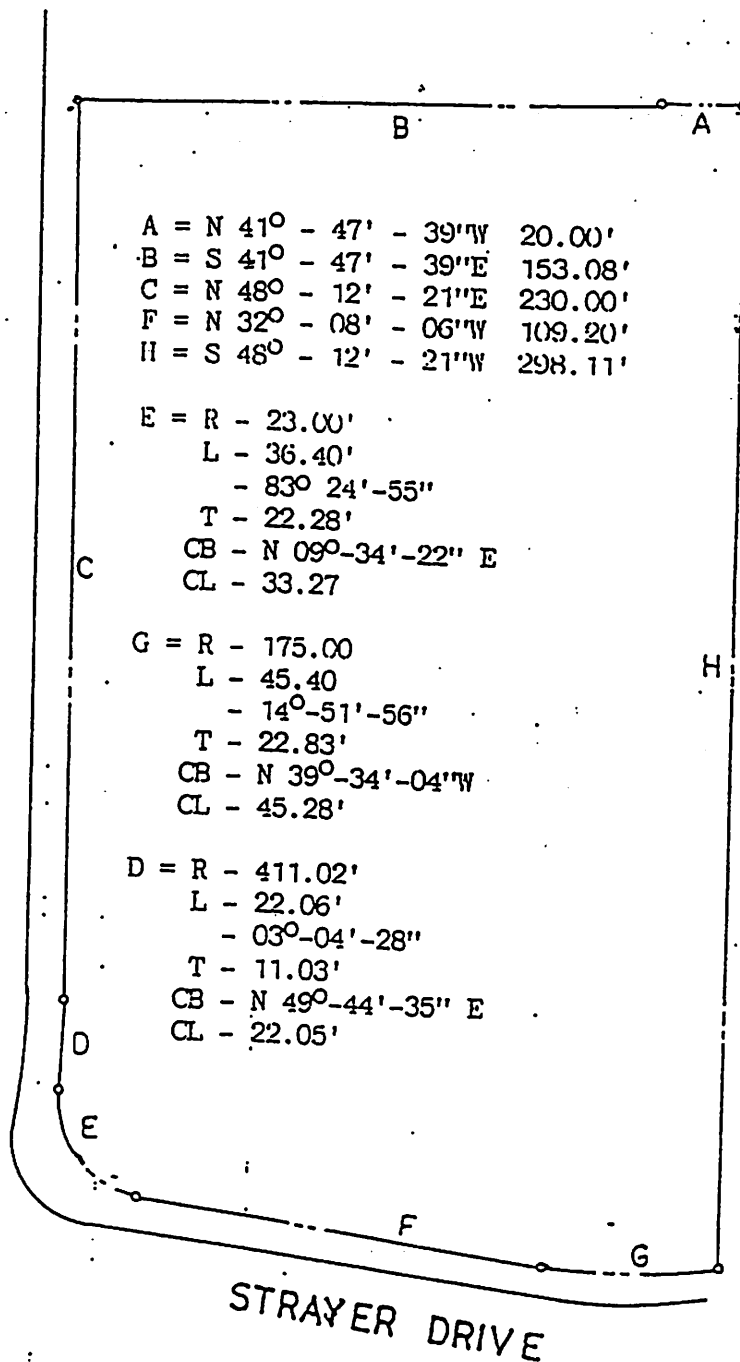 B
A
A = N 41° - 47' - 39"W 20.00'
B = S 41° - 47' - 39"E 153.08'
C = N 48° - 12' - 21"E 230.00'
F = N 32° - 08' - 06"W 109.20'
H = S 48° - 12' - 21"W 298.11'
E = R - 23.00'
L - 36.40'
- 83° 24'-55"
T - 22.28'
CB - N 09°-34'-22" E
CL - 33.27
C
G = R - 175.00
L - 45.40
- 14°-51'-56"
T - 22.83'
CB - N 39°-34'-04"W
CL - 45.28'
H
D = R - 411.02'
L - 22.06'
- 03°-04'-28"
T - 11.03'
CB - N 49°-44'-35" E
CL - 22.05'
D
E
F
G
STRAYER DRIVE